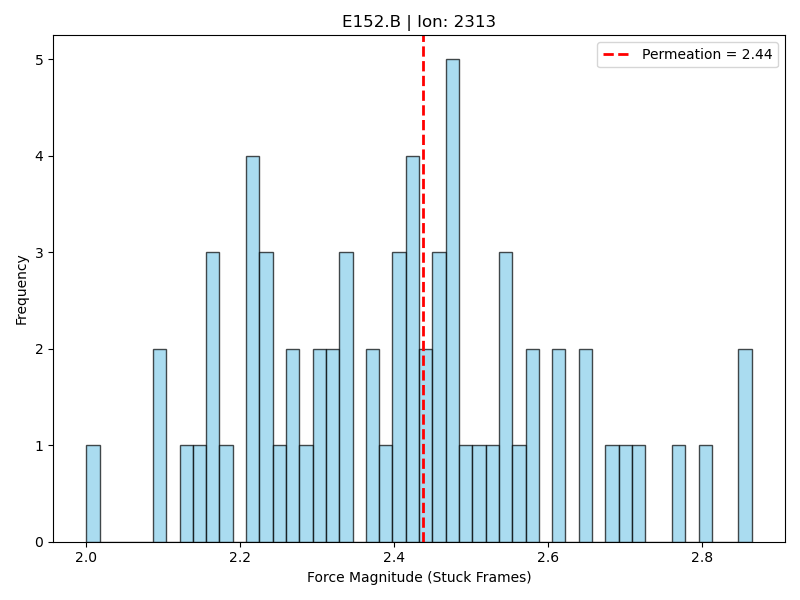 E152.B | Ion: 2313
Permeation = 2.44
Frequency
5
4
3
2
1
0
2.0 2.2 2.4 2.6 2.8
Force Magnitude (Stuck Frames)